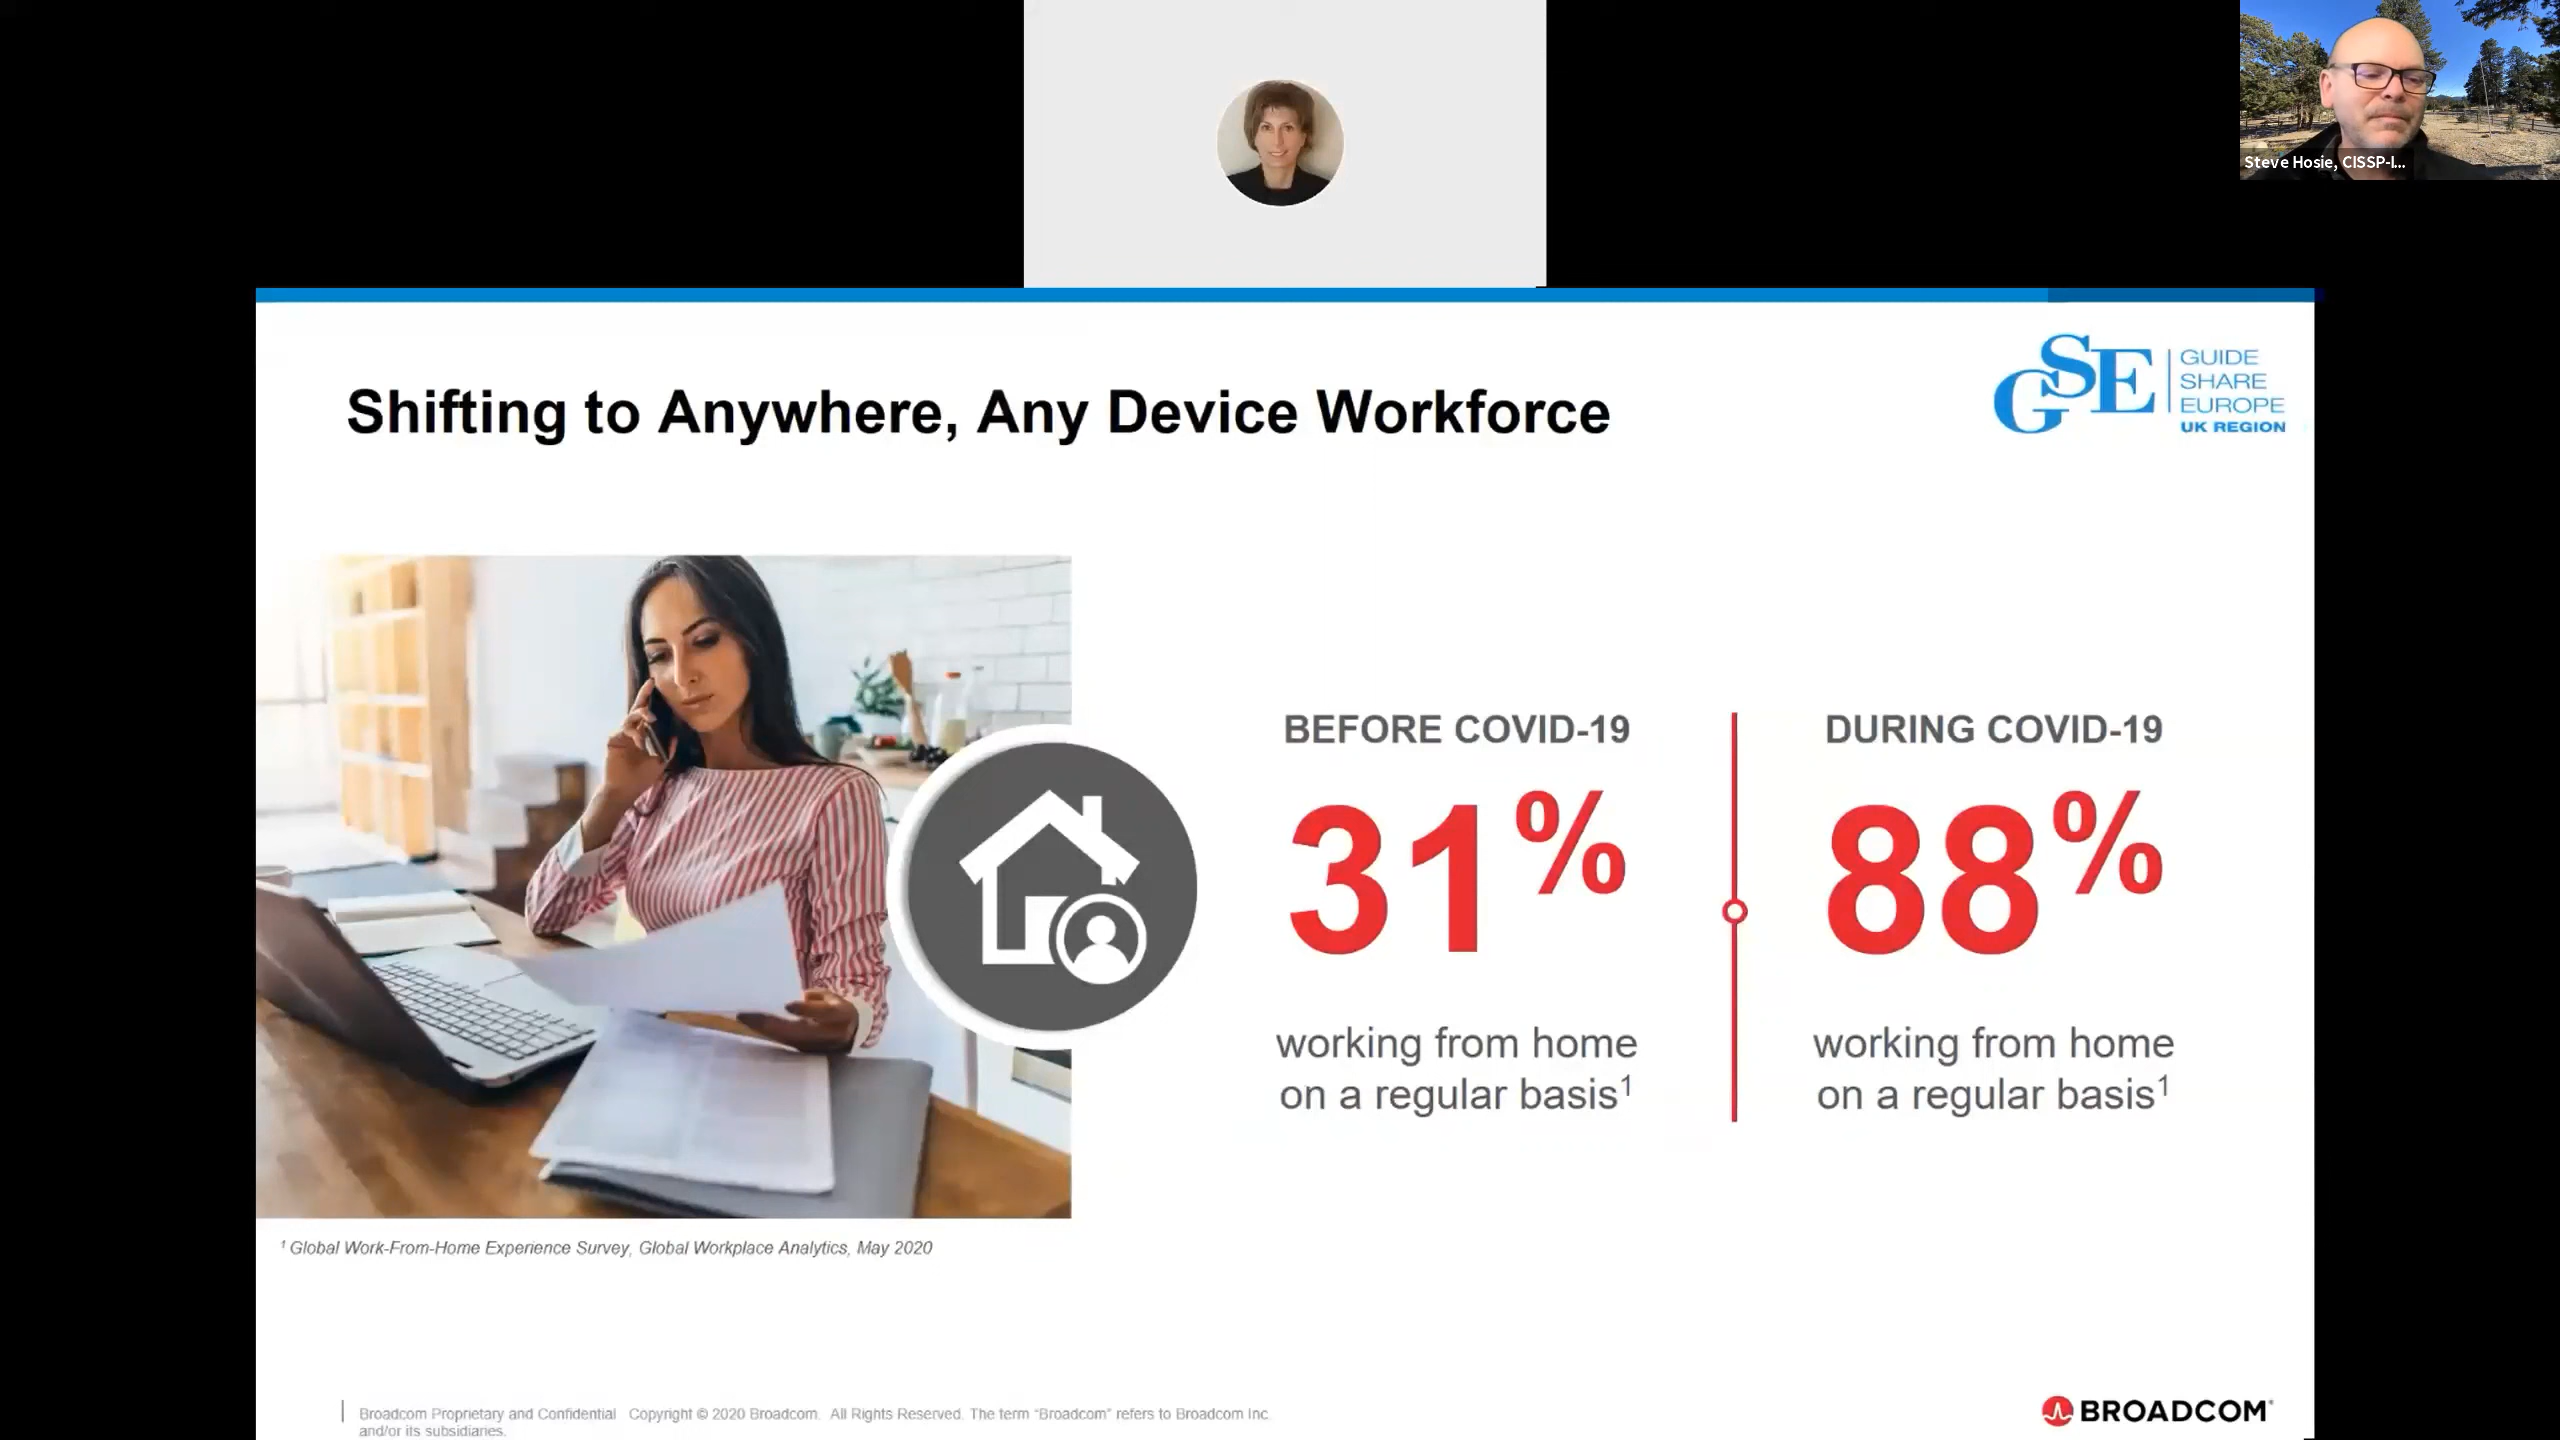 Steve Hosie, CISSP-I...
Shifting to Anywhere, Any Device Workforce
GSE
GUIDE
SHARE
EUROPE
UK REGION
BEFORE COVID-19
31%
working from home
on a regular basis¹
DURING COVID-19
88%
working from home
on a regular basis¹
¹ Global Work-From-Home Experience Survey, Global Workplace Analytics, May 2020
Broadcom Proprietary and Confidential Copyright © 2020 Broadcom. All Rights Reserved. The term “Broadcom” refers to Broadcom Inc.
and/or its subsidiaries.
BROADCOM®